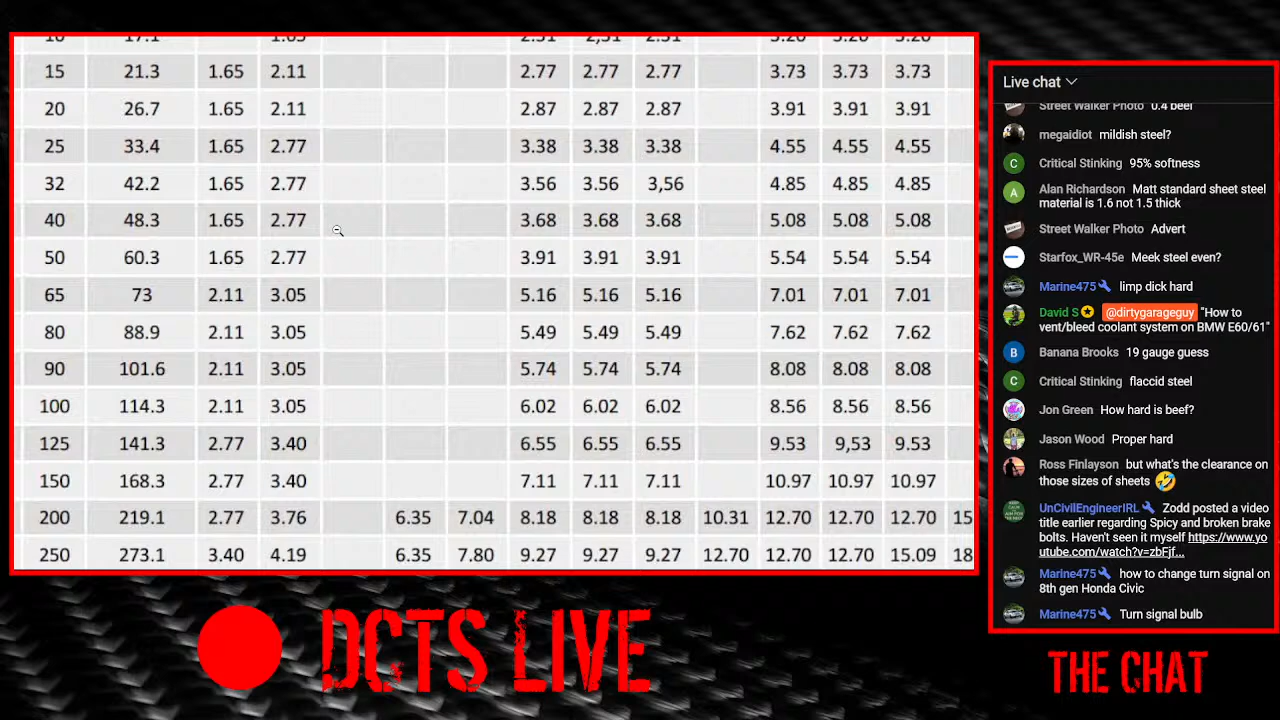 10 17.1 1.65 2.31 2,31 2.31 3.20 3.20 3.20
15 21.3 1.65 2.11 2.77 2.77 2.77 3.73 3.73 3.73
20 26.7 1.65 2.11 2.87 2.87 2.87 3.91 3.91 3.91
25 33.4 1.65 2.77 3.38 3.38 3.38 4.55 4.55 4.55
32 42.2 1.65 2.77 3.56 3.56 3,56 4.85 4.85 4.85
40 48.3 1.65 2.77 3.68 3.68 3.68 5.08 5.08 5.08
50 60.3 1.65 2.77 3.91 3.91 3.91 5.54 5.54 5.54
65 73 2.11 3.05 5.16 5.16 5.16 7.01 7.01 7.01
80 88.9 2.11 3.05 5.49 5.49 5.49 7.62 7.62 7.62
90 101.6 2.11 3.05 5.74 5.74 5.74 8.08 8.08 8.08
100 114.3 2.11 3.05 6.02 6.02 6.02 8.56 8.56 8.56
125 141.3 2.77 3.40 6.55 6.55 6.55 9.53 9,53 9.53
150 168.3 2.77 3.40 7.11 7.11 7.11 10.97 10.97 10.97
200 219.1 2.77 3.76 6.35 7.04 8.18 8.18 8.18 10.31 12.70 12.70 12.70 15
250 273.1 3.40 4.19 6.35 7.80 9.27 9.27 9.27 12.70 12.70 12.70 15.09 18
DCTS LIVE
Live chat
Street Walker Photo 0.4 beef
megaidiot mildish steel?
C Critical Stinking 95% softness
A Alan Richardson Matt standard sheet steel
material is 1.6 not 1.5 thick
Street Walker Photo Advert
Starfox_WR-45e Meek steel even?
Marine475 limp dick hard
David S @dirtygarageguy "How to
vent/bleed coolant system on BMW E60/61"
B Banana Brooks 19 gauge guess
C Critical Stinking flaccid steel
Jon Green How hard is beef?
Jason Wood Proper hard
Ross Finlayson but what's the clearance on
those sizes of sheets 🤣
UnCivilEngineerIRL Zodd posted a video
title earlier regarding Spicy and broken brake
bolts. Haven't seen it myself https://www.yo
utube.com/watch?v=zbFjf...
Marine475 how to change turn signal on
8th gen Honda Civic
Marine475 Turn signal bulb
THE CHAT